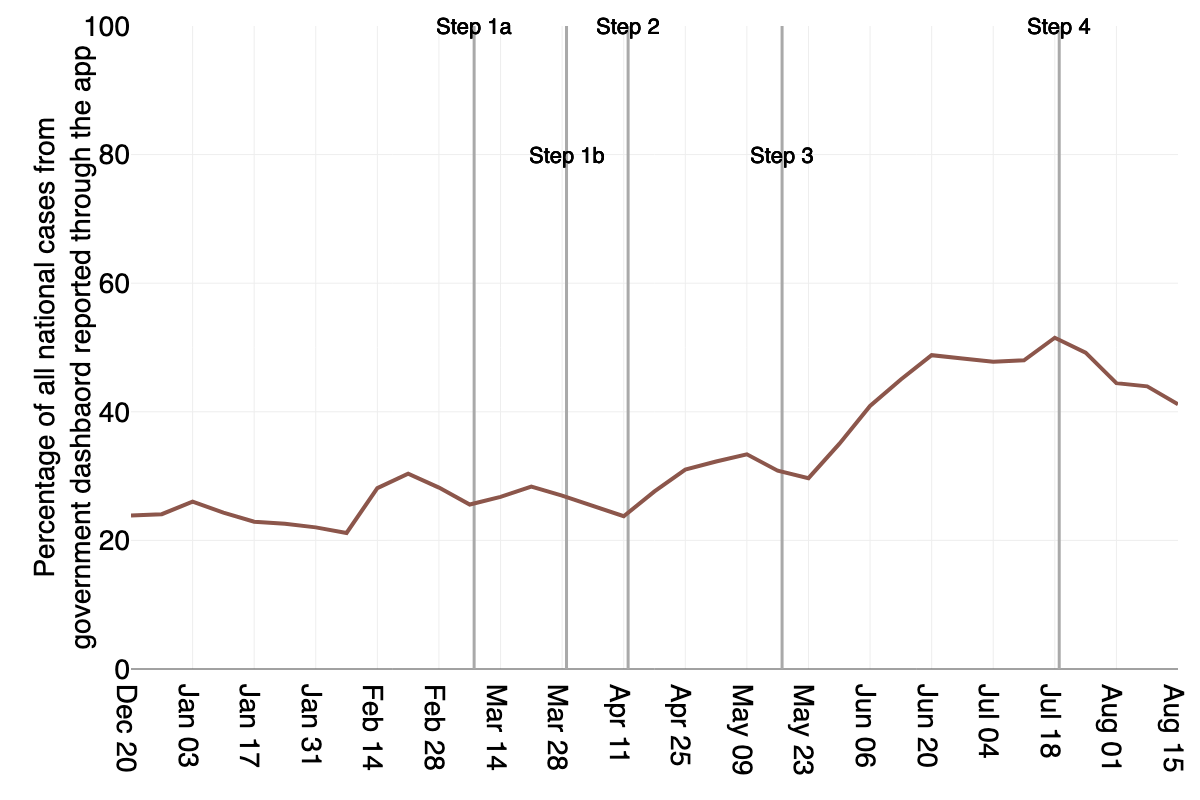 Percentage of all national cases from
government dashbaord reported through the app
100
80
60
40
20
0
Step 1a
Step 2
Step 4
Step 1b
Step 3
Dec 20
Jan 03
Jan 17
Jan 31
Feb 14
Feb 28
Mar 14
Mar 28
Apr 11
Apr 25
May 09
May 23
Jun 06
Jun 20
Jul 04
Jul 18
Aug 01
Aug 15